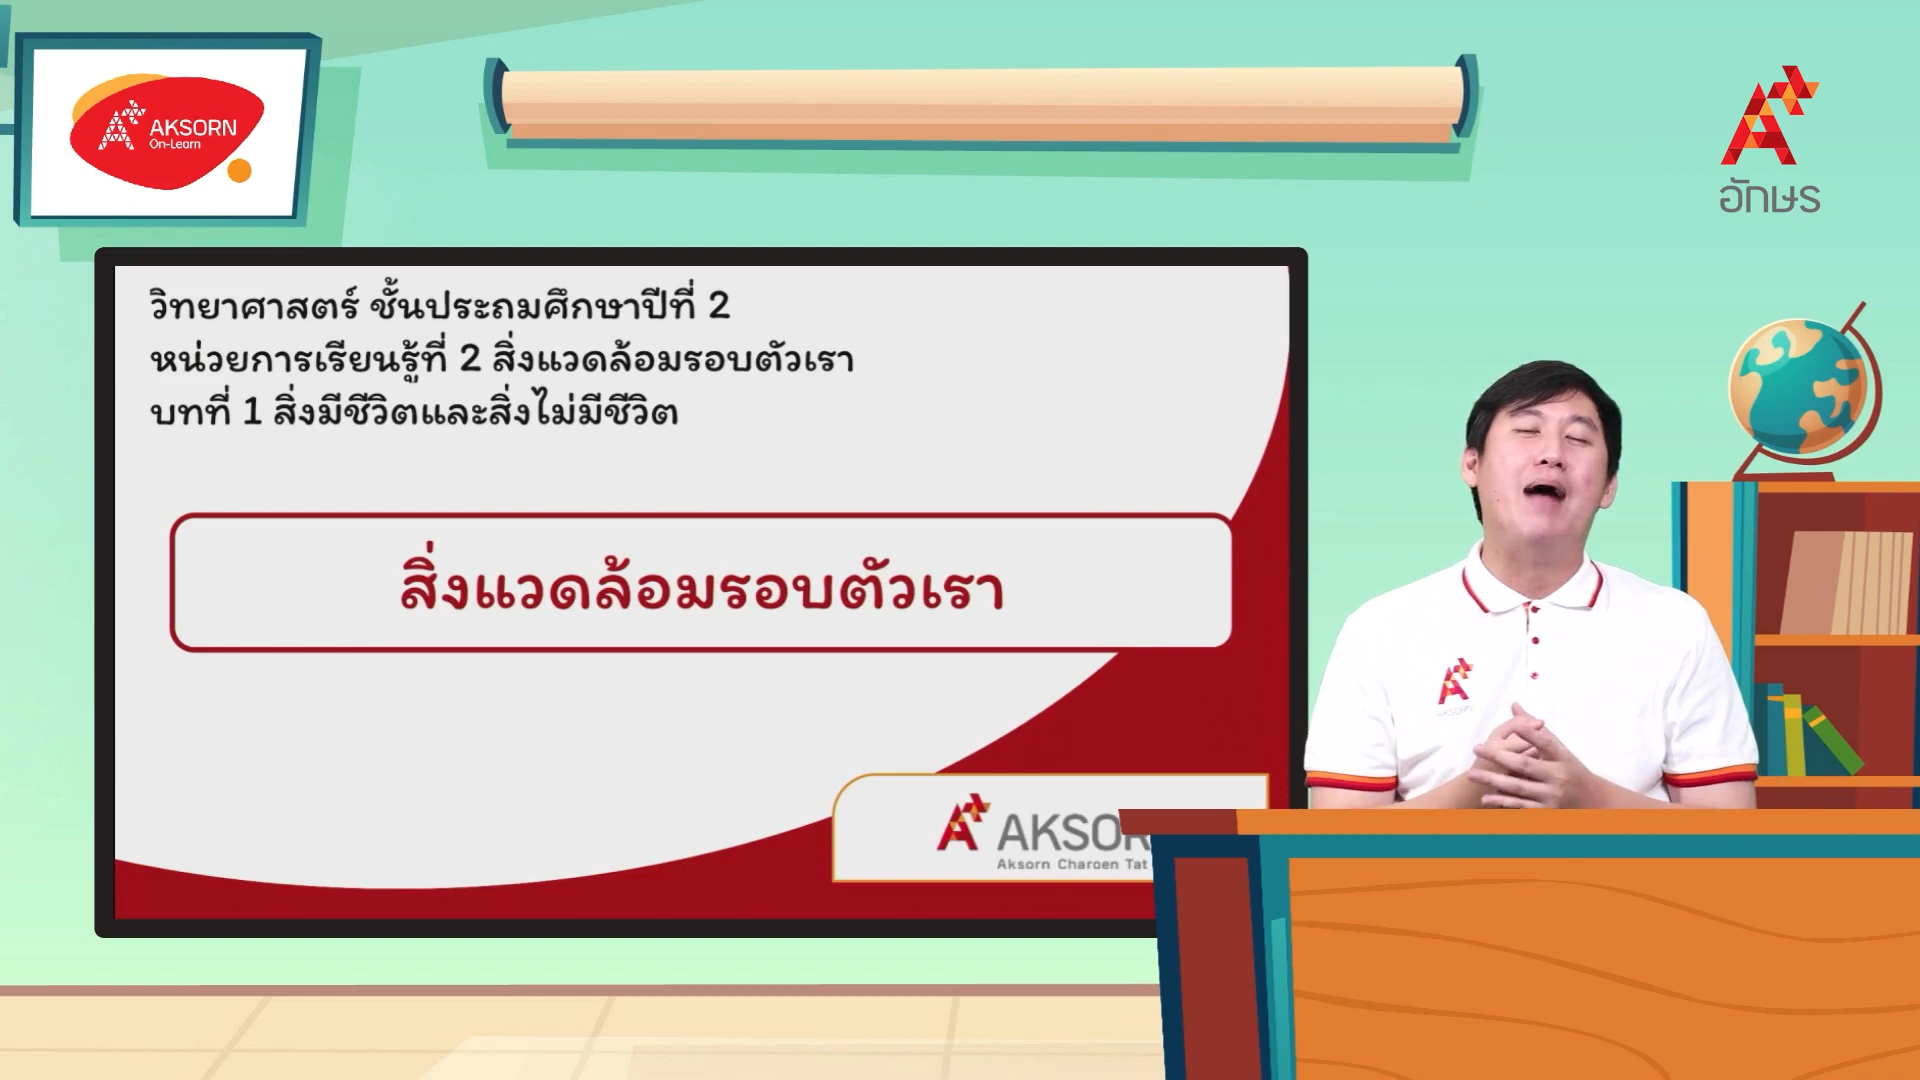 AKSORN
On-Learn
อักษร
วิทยาศาสตร์ ชั้นประถมศึกษาปีที่ 2
หน่วยการเรียนรู้ที่ 2 สิ่งแวดล้อมรอบตัวเรา
บทที่ 1 สิ่งมีชีวิตและสิ่งไม่มีชีวิต
สิ่งแวดล้อมรอบตัวเรา
AKSOR
Aksorn Charoen Tat
AKSORN